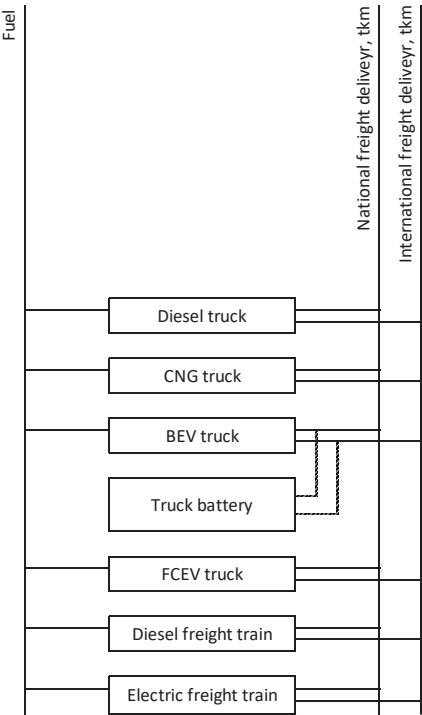 Fuel
National freight deliveyr, tkm
International freight deliveyr, tkm
Diesel truck
CNG truck
BEV truck
Truck battery
FCEV truck
Diesel freight train
Electric freight train